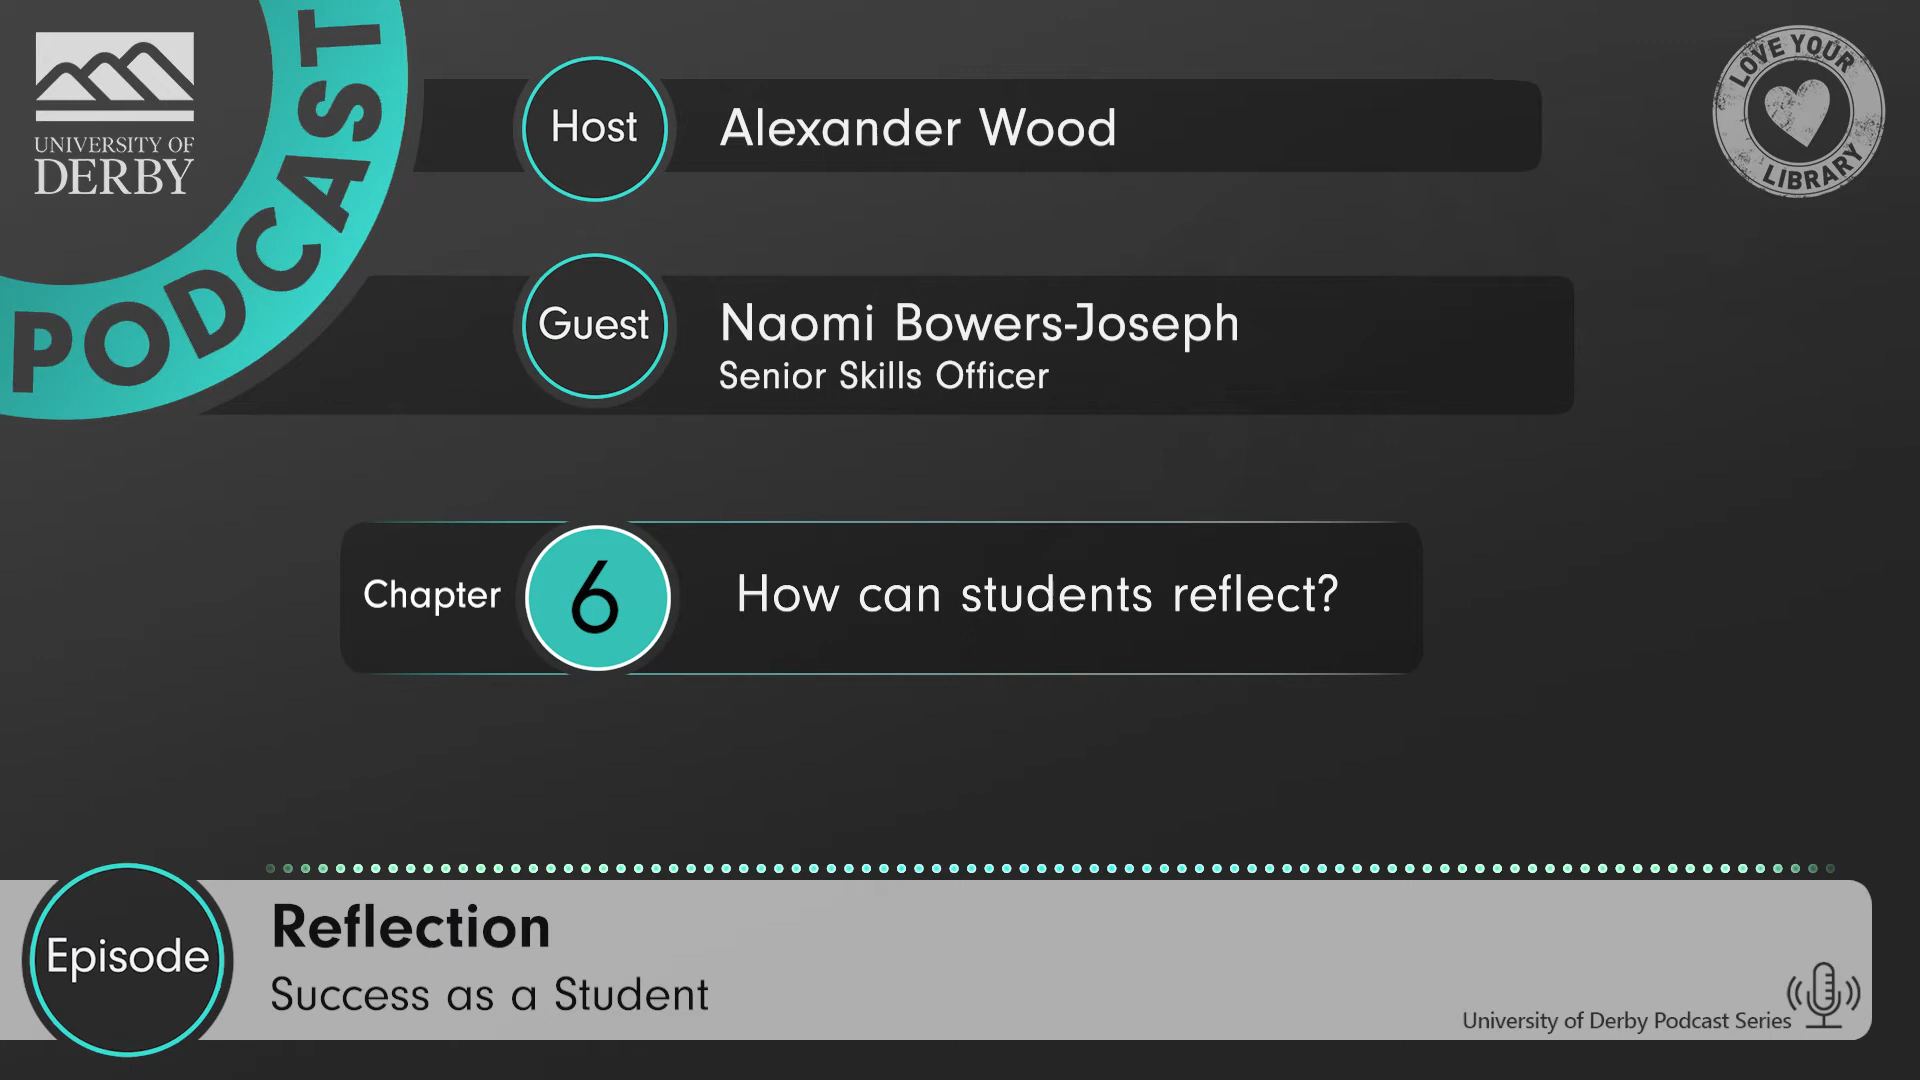 UNIVERSITY OF
DERBY
PODCAST
Host
Alexander Wood
LOVE YOUR
LIBRARY
Guest
Naomi Bowers-Joseph
Senior Skills Officer
Chapter
6
How can students reflect?
Episode
Reflection
Success as a Student
University of Derby Podcast Series